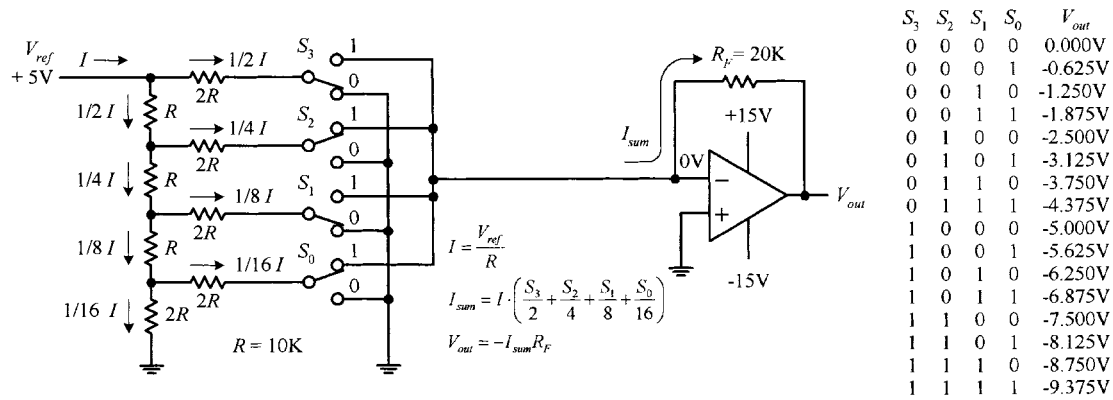 V_ref
+ 5V
I
1/2 I
2R
S_3
1
0
1/2 I
R
1/4 I
2R
S_2
1
0
1/4 I
R
1/8 I
2R
S_1
1
0
1/8 I
R
1/16 I
2R
S_0
1
0
1/16 I
2R
R = 10K
I = V_ref / R
I_sum = I · (S_3/2 + S_2/4 + S_1/8 + S_0/16)
V_out = −I_sum R_F
R_F = 20K
I_sum
0V
+15V
−
+
-15V
V_out
S_3 S_2 S_1 S_0 V_out
0 0 0 0 0.000V
0 0 0 1 -0.625V
0 0 1 0 -1.250V
0 0 1 1 -1.875V
0 1 0 0 -2.500V
0 1 0 1 -3.125V
0 1 1 0 -3.750V
0 1 1 1 -4.375V
1 0 0 0 -5.000V
1 0 0 1 -5.625V
1 0 1 0 -6.250V
1 0 1 1 -6.875V
1 1 0 0 -7.500V
1 1 0 1 -8.125V
1 1 1 0 -8.750V
1 1 1 1 -9.375V